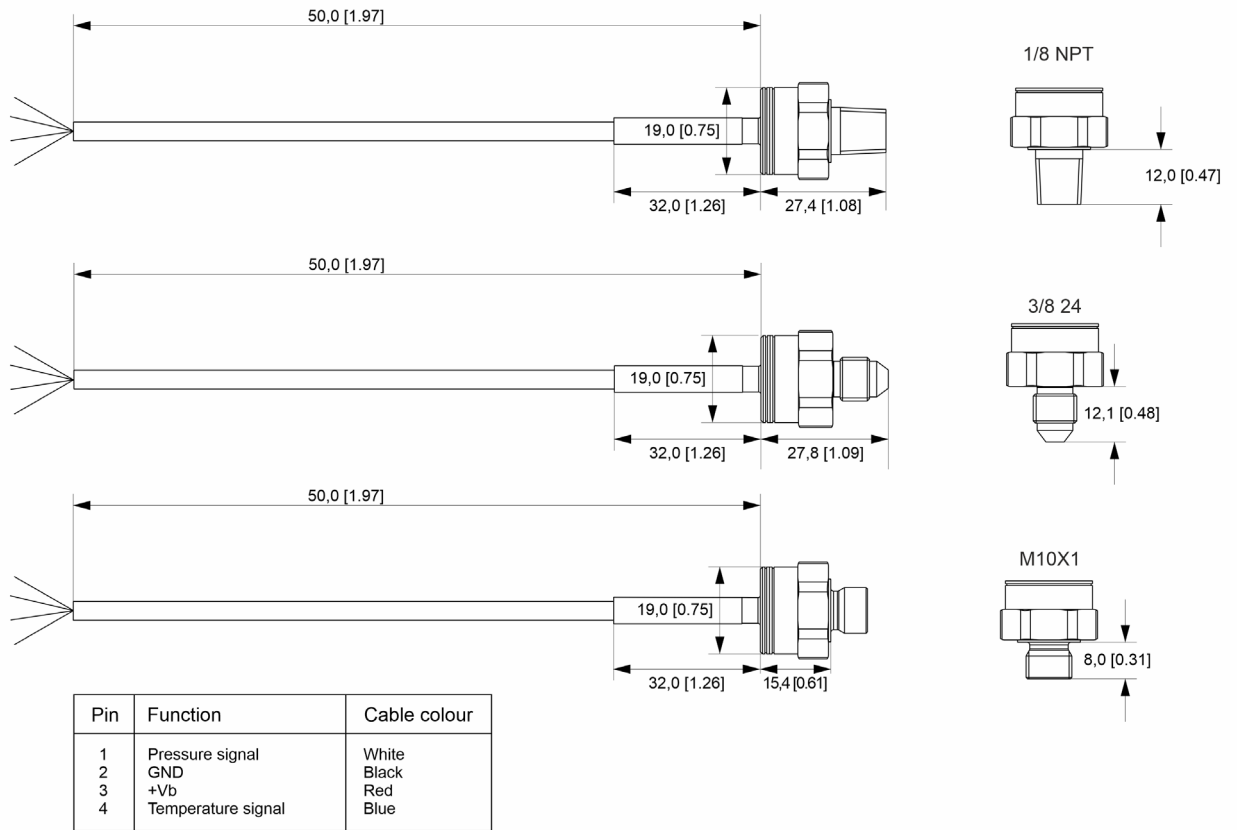 50,0 [1.97]
1/8 NPT
19,0 [0.75]
12,0 [0.47]
32,0 [1.26]
27,4 [1.08]
50,0 [1.97]
3/8 24
19,0 [0.75]
12,1 [0.48]
32,0 [1.26]
27,8 [1.09]
50,0 [1.97]
M10X1
19,0 [0.75]
8,0 [0.31]
32,0 [1.26]
15,4 [0.61]
Pin Function Cable colour
1 Pressure signal White
2 GND Black
3 +Vb Red
4 Temperature signal Blue